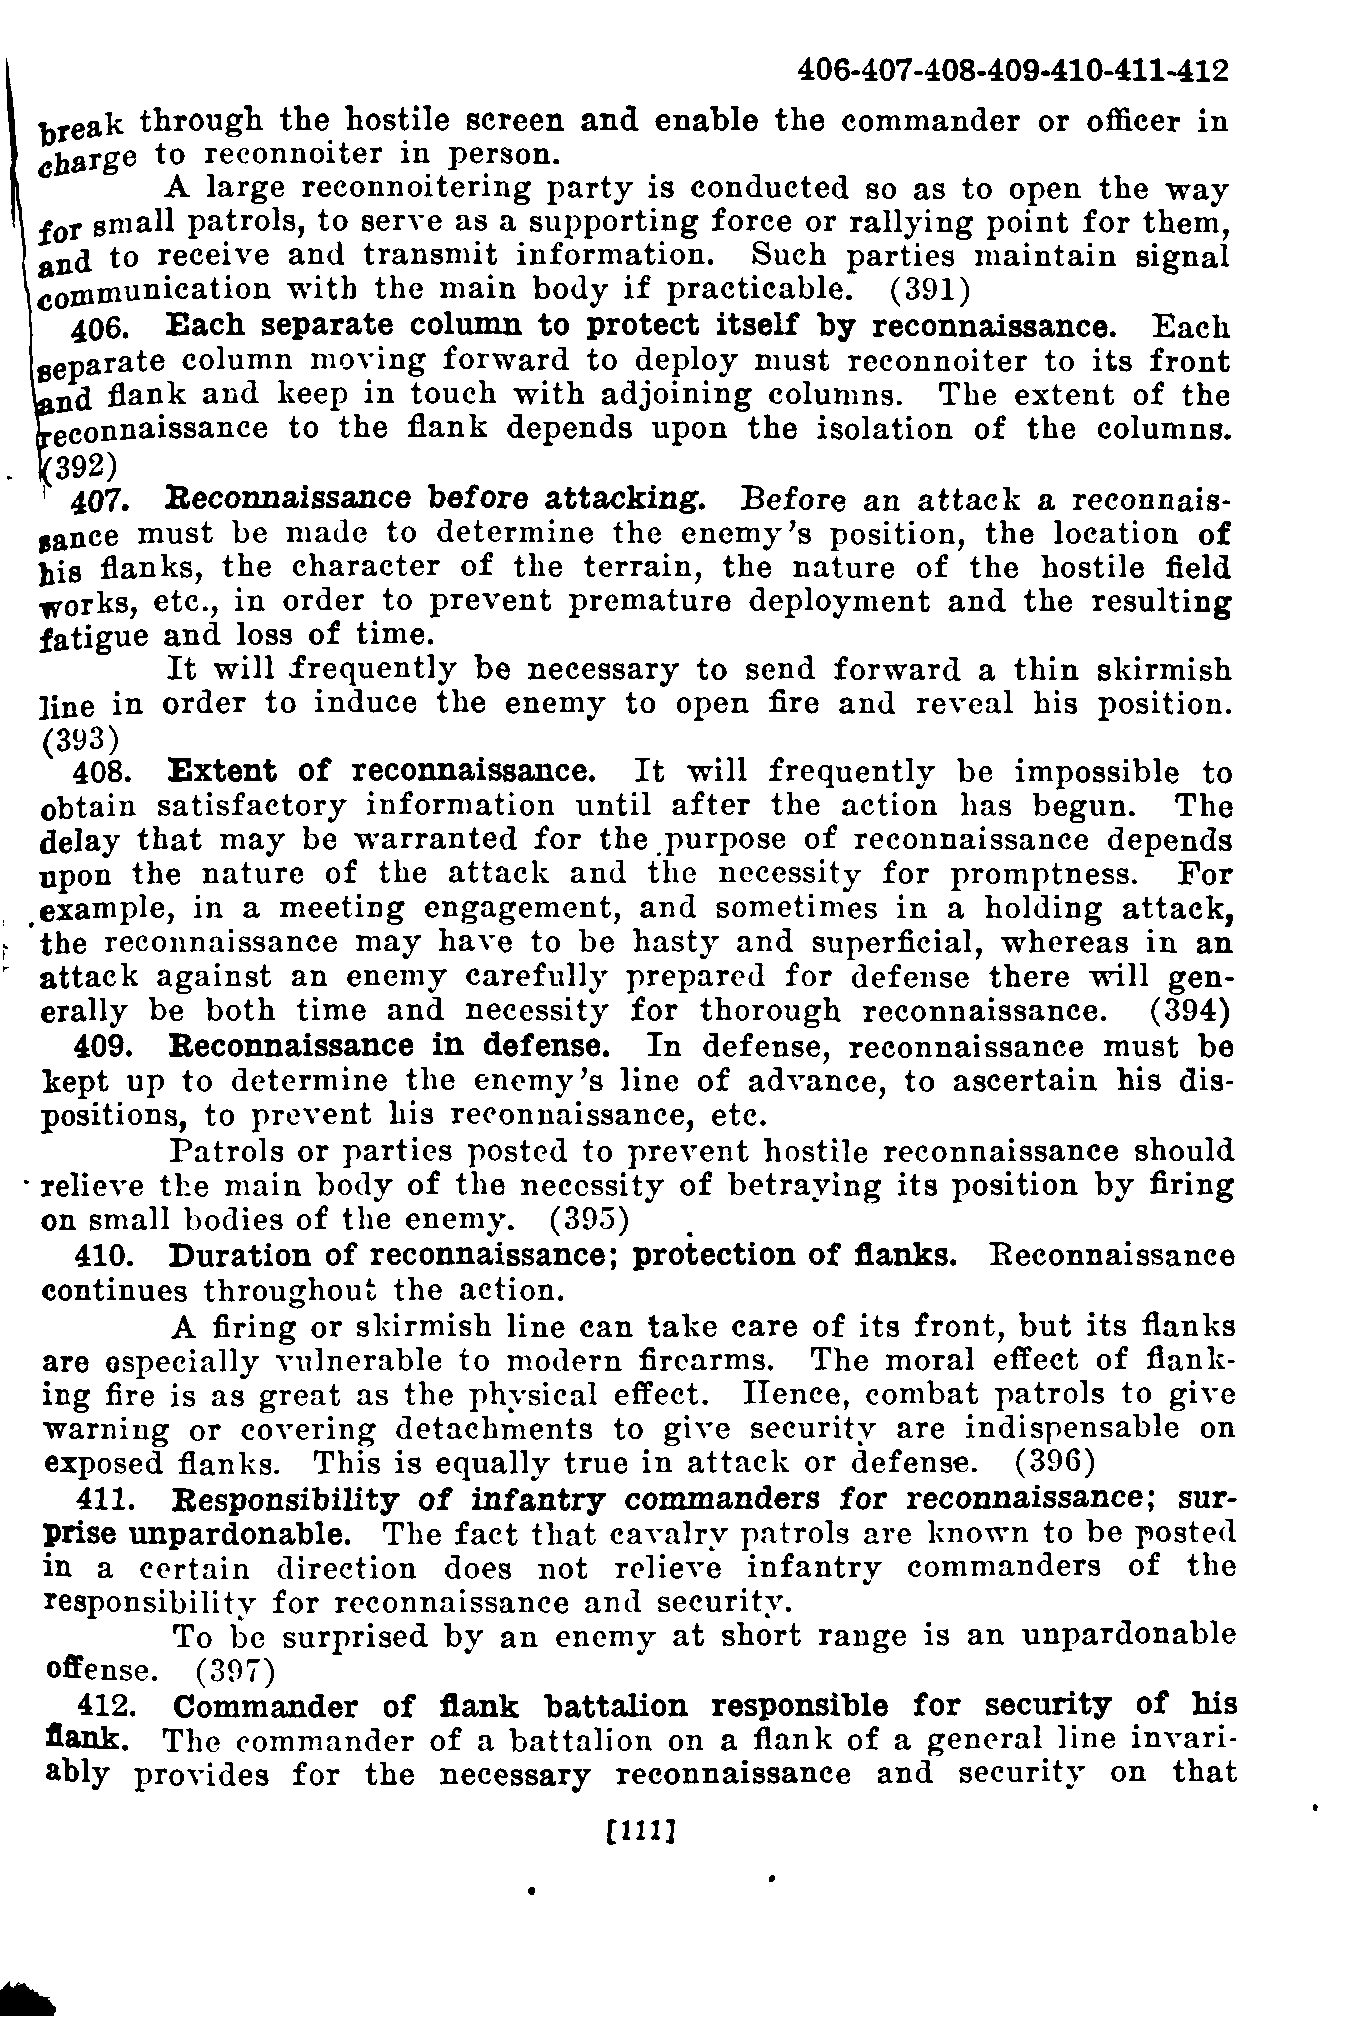 406-407-408-409-410-411-412
break through the hostile screen and enable the commander or officer in
charge to reconnoiter in person.
A large reconnoitering party is conducted so as to open the way
for small patrols, to serve as a supporting force or rallying point for them,
and to receive and transmit information. Such parties maintain signal
communication with the main body if practicable. (391)
406. Each separate column to protect itself by reconnaissance. Each
separate column moving forward to deploy must reconnoiter to its front
and flank and keep in touch with adjoining columns. The extent of the
reconnaissance to the flank depends upon the isolation of the columns.
(392)
407. Reconnaissance before attacking. Before an attack a reconnais-
sance must be made to determine the enemy's position, the location of
his flanks, the character of the terrain, the nature of the hostile field
works, etc., in order to prevent premature deployment and the resulting
fatigue and loss of time.
It will frequently be necessary to send forward a thin skirmish
line in order to induce the enemy to open fire and reveal his position.
(393)
408. Extent of reconnaissance. It will frequently be impossible to
obtain satisfactory information until after the action has begun. The
delay that may be warranted for the purpose of reconnaissance depends
upon the nature of the attack and the necessity for promptness. For
example, in a meeting engagement, and sometimes in a holding attack,
the reconnaissance may have to be hasty and superficial, whereas in an
attack against an enemy carefully prepared for defense there will gen-
erally be both time and necessity for thorough reconnaissance. (394)
409. Reconnaissance in defense. In defense, reconnaissance must be
kept up to determine the enemy's line of advance, to ascertain his dis-
positions, to prevent his reconnaissance, etc.
Patrols or parties posted to prevent hostile reconnaissance should
relieve the main body of the necessity of betraying its position by firing
on small bodies of the enemy. (395)
410. Duration of reconnaissance; protection of flanks. Reconnaissance
continues throughout the action.
A firing or skirmish line can take care of its front, but its flanks
are especially vulnerable to modern firearms. The moral effect of flank-
ing fire is as great as the physical effect. Hence, combat patrols to give
warning or covering detachments to give security are indispensable on
exposed flanks. This is equally true in attack or defense. (396)
411. Responsibility of infantry commanders for reconnaissance; sur-
prise unpardonable. The fact that cavalry patrols are known to be posted
in a certain direction does not relieve infantry commanders of the
responsibility for reconnaissance and security.
To be surprised by an enemy at short range is an unpardonable
offense. (397)
412. Commander of flank battalion responsible for security of his
flank. The commander of a battalion on a flank of a general line invari-
ably provides for the necessary reconnaissance and security on that
[111]